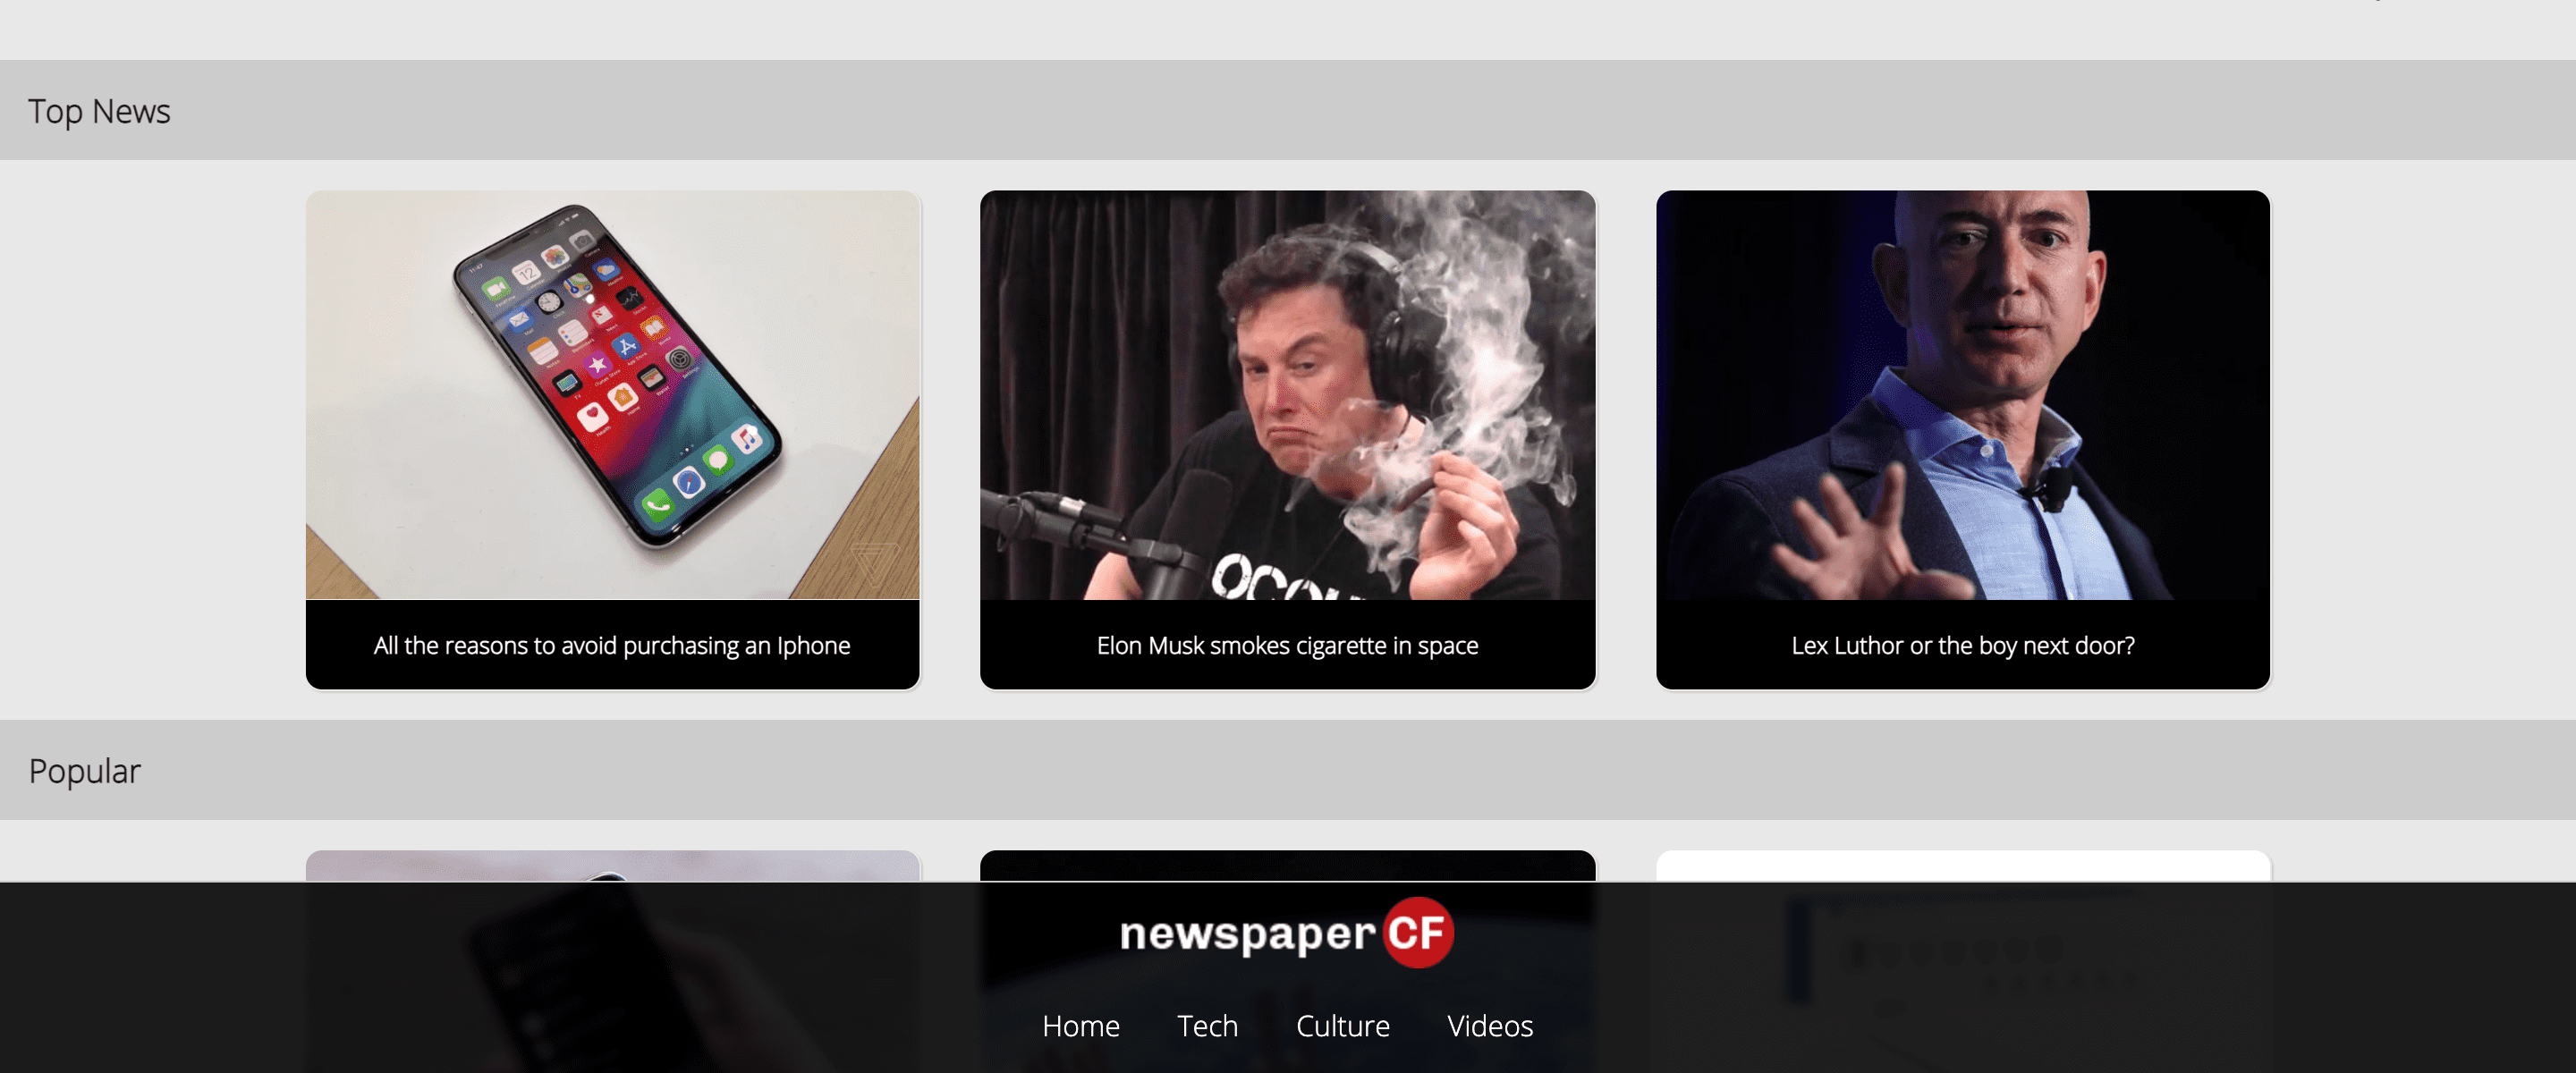 Top News
All the reasons to avoid purchasing an Iphone
OCCU
Elon Musk smokes cigarette in space
Lex Luthor or the boy next door?
Popular
newspaper CF
Home Tech Culture Videos